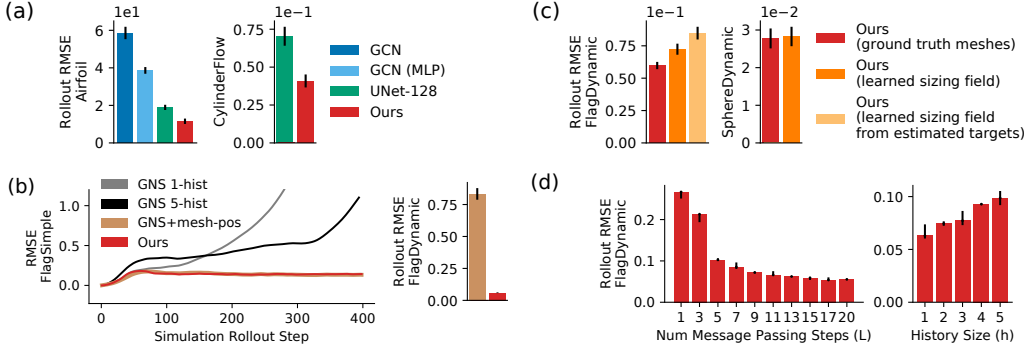 (a)
1e1
Rollout RMSE
Airfoil
6
4
2
0
1e−1
CylinderFlow
0.75
0.50
0.25
0.00
GCN
GCN (MLP)
UNet-128
Ours
(c)
1e−1
Rollout RMSE
FlagDynamic
0.75
0.50
0.25
0.00
1e−2
SphereDynamic
3
2
1
0
Ours
(ground truth meshes)
Ours
(learned sizing field)
Ours
(learned sizing field
from estimated targets)
(b)
GNS 1-hist
GNS 5-hist
GNS+mesh-pos
Ours
RMSE
FlagSimple
1.0
0.5
0.0
0
100
200
300
400
Simulation Rollout Step
Rollout RMSE
FlagDynamic
0.75
0.50
0.25
0.00
(d)
Rollout RMSE
FlagDynamic
0.2
0.1
0.0
1 3 5 7 9 11 13 15 17 20
Num Message Passing Steps (L)
0.10
0.05
0.00
1 2 3 4 5
History Size (h)